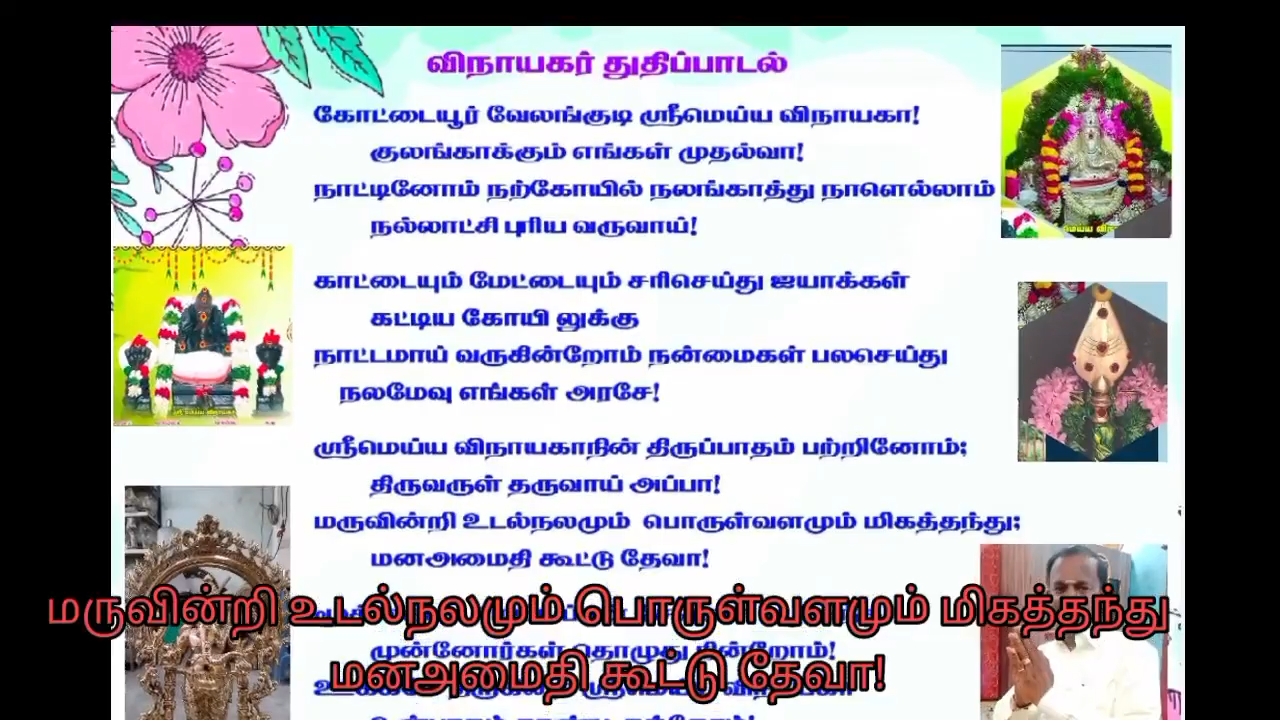 விநாயகர் துதிப்பாடல்
கோட்டையூர் வேலங்குடி ஸ்ரீமெய்ய விநாயகா!
குலங்காக்கும் எங்கள் முதல்வா!
நாட்டினோம் நற்கோயில் நலங்காத்து நாளெல்லாம்
நல்லாட்சி புரிய வருவாய்!
காட்டையும் மேட்டையும் சரிசெய்து ஐயாக்கள்
கட்டிய கோயி லுக்கு
நாட்டமாய் வருகின்றோம் நன்மைகள் பலசெய்து
நலமேவு எங்கள் அரசே!
ஸ்ரீமெய்ய விநாயகாநின் திருப்பாதம் பற்றினோம்;
திருவருள் தருவாய் அப்பா!
மருவின்றி உடல்நலமும் பொருள்வளமும் மிகத்தந்து;
மனஅமைதி கூட்டு தேவா!
மருவின்றி உடல்நலமும் பொருள்வளமும் மிகத்தந்து
முன்னோர்கள் தொழுது நின்றோம்!
மனஅமைதி கூட்டு தேவா!